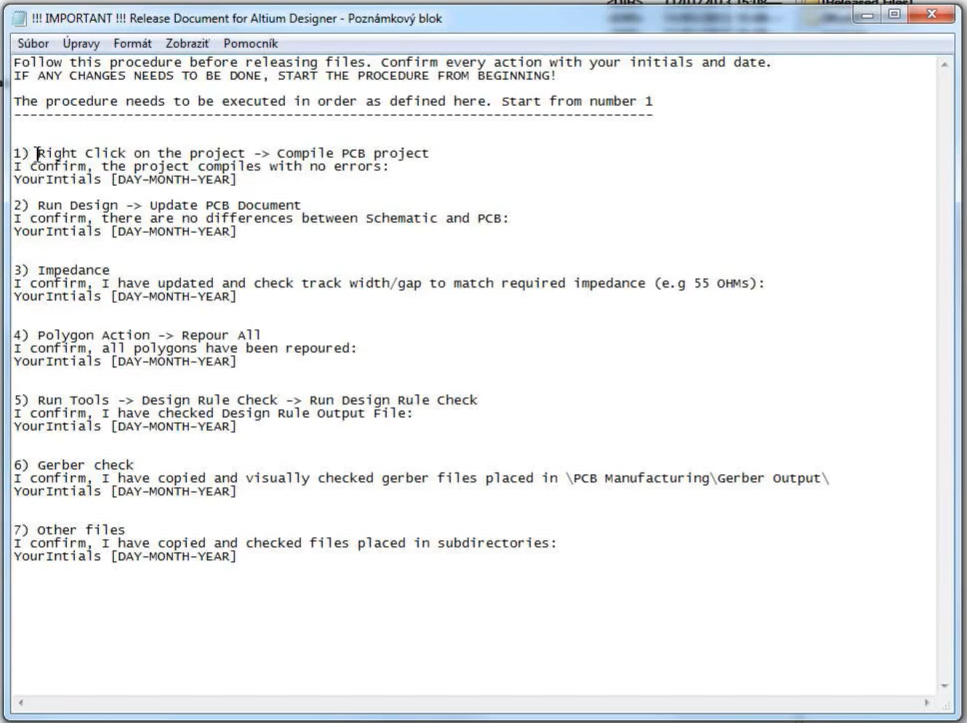 !!! IMPORTANT !!! Release Document for Altium Designer - Poznámkový blok
Súbor Úpravy Formát Zobraziť Pomocník
Follow this procedure before releasing files. Confirm every action with your initials and date.
IF ANY CHANGES NEEDS TO BE DONE, START THE PROCEDURE FROM BEGINNING!
The procedure needs to be executed in order as defined here. Start from number 1
--------------------------------------------------------------------------------
1) Right Click on the project -> Compile PCB project
I confirm, the project compiles with no errors:
YourIntials [DAY-MONTH-YEAR]
2) Run Design -> Update PCB Document
I confirm, there are no differences between Schematic and PCB:
YourIntials [DAY-MONTH-YEAR]
3) Impedance
I confirm, I have updated and check track width/gap to match required impedance (e.g 55 OHMs):
YourIntials [DAY-MONTH-YEAR]
4) Polygon Action -> Repour All
I confirm, all polygons have been repoured:
YourIntials [DAY-MONTH-YEAR]
5) Run Tools -> Design Rule Check -> Run Design Rule Check
I confirm, I have checked Design Rule Output File:
YourIntials [DAY-MONTH-YEAR]
6) Gerber check
I confirm, I have copied and visually checked gerber files placed in \PCB Manufacturing\Gerber Output\
YourIntials [DAY-MONTH-YEAR]
7) Other files
I confirm, I have copied and checked files placed in subdirectories:
YourIntials [DAY-MONTH-YEAR]